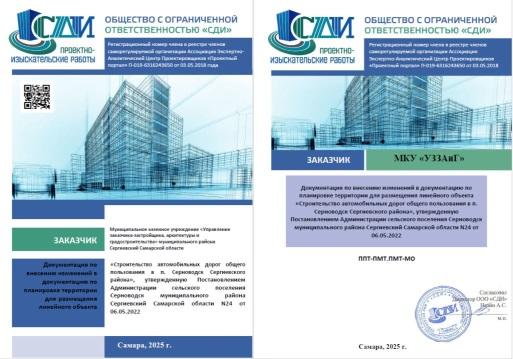 СДИ
ПРОЕКТНО-
ИЗЫСКАТЕЛЬСКИЕ РАБОТЫ
ОБЩЕСТВО С ОГРАНИЧЕННОЙ
ОТВЕТСТВЕННОСТЬЮ «СДИ»
Регистрационный номер члена в реестре членов
саморегулируемой организации Ассоциация Экспертно-
Аналитический Центр Проектировщиков «Проектный
портал» П-019-6316243650 от 03.05.2018 года
ЗАКАЗЧИК
Муниципальное казенное учреждение «Управление
заказчика-застройщика, архитектуры и
градостроительства» муниципального района
Сергиевский Самарской области
Документация по
внесению изменений в
документацию по
планировке территории
для размещения
линейного объекта
«Строительство автомобильных дорог общего
пользования в п. Серноводск Сергиевского
района», утвержденную Постановлением
Администрации сельского поселения
Серноводск муниципального района
Сергиевский Самарской области N24 от
06.05.2022
Самара, 2025 г.
СДИ
ПРОЕКТНО-
ИЗЫСКАТЕЛЬСКИЕ РАБОТЫ
ОБЩЕСТВО С ОГРАНИЧЕННОЙ
ОТВЕТСТВЕННОСТЬЮ «СДИ»
Регистрационный номер члена в реестре членов
саморегулируемой организации Ассоциация
Экспертно-Аналитический Центр Проектировщиков
«Проектный портал» П-019-6316243650 от 03.05.2018
ЗАКАЗЧИК
МКУ «УЗЗАиГ»
Документация по внесению изменений в документацию по
планировке территории для размещения линейного объекта
«Строительство автомобильных дорог общего пользования в п.
Серноводск Сергиевского района», утвержденную
Постановлением Администрации сельского поселения Серноводск
муниципального района Сергиевский Самарской области N24 от
06.05.2022
ППТ-ПМТ.ПМТ-МО
Согласовано
Директор ООО «СДИ»
М.П.
Самара, 2025 г.